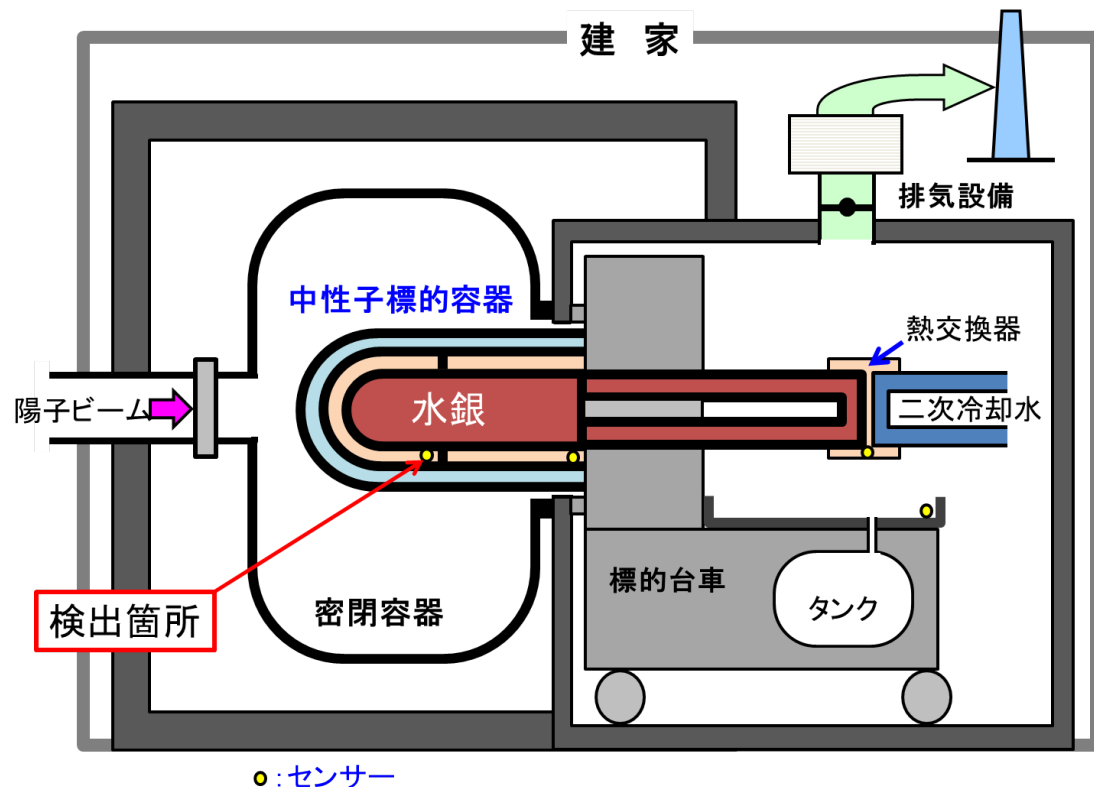 建 家
排気設備
中性子標的容器
熱交換器
陽子ビーム
水銀
二次冷却水
検出箇所
密閉容器
標的台車
タンク
：センサー